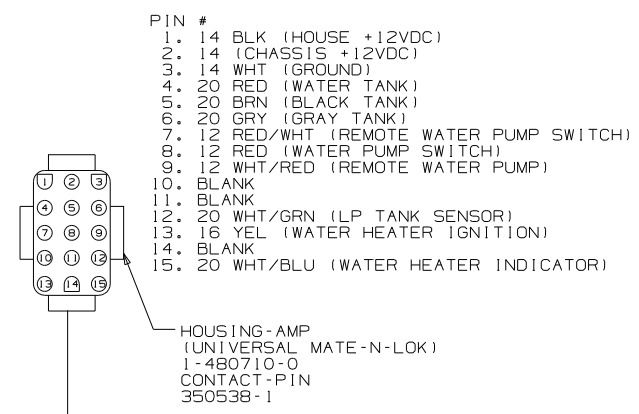 PIN #
1. 14 BLK (HOUSE +12VDC)
2. 14 (CHASSIS +12VDC)
3. 14 WHT (GROUND)
4. 20 RED (WATER TANK)
5. 20 BRN (BLACK TANK)
6. 20 GRY (GRAY TANK)
7. 12 RED/WHT (REMOTE WATER PUMP SWITCH)
8. 12 RED (WATER PUMP SWITCH)
9. 12 WHT/RED (REMOTE WATER PUMP)
10. BLANK
11. BLANK
12. 20 WHT/GRN (LP TANK SENSOR)
13. 16 YEL (WATER HEATER IGNITION)
14. BLANK
15. 20 WHT/BLU (WATER HEATER INDICATOR)
1 2 3
4 5 6
7 8 9
10 11 12
13 14 15
HOUSING-AMP
(UNIVERSAL MATE-N-LOK)
1-480710-0
CONTACT-PIN
350538-1